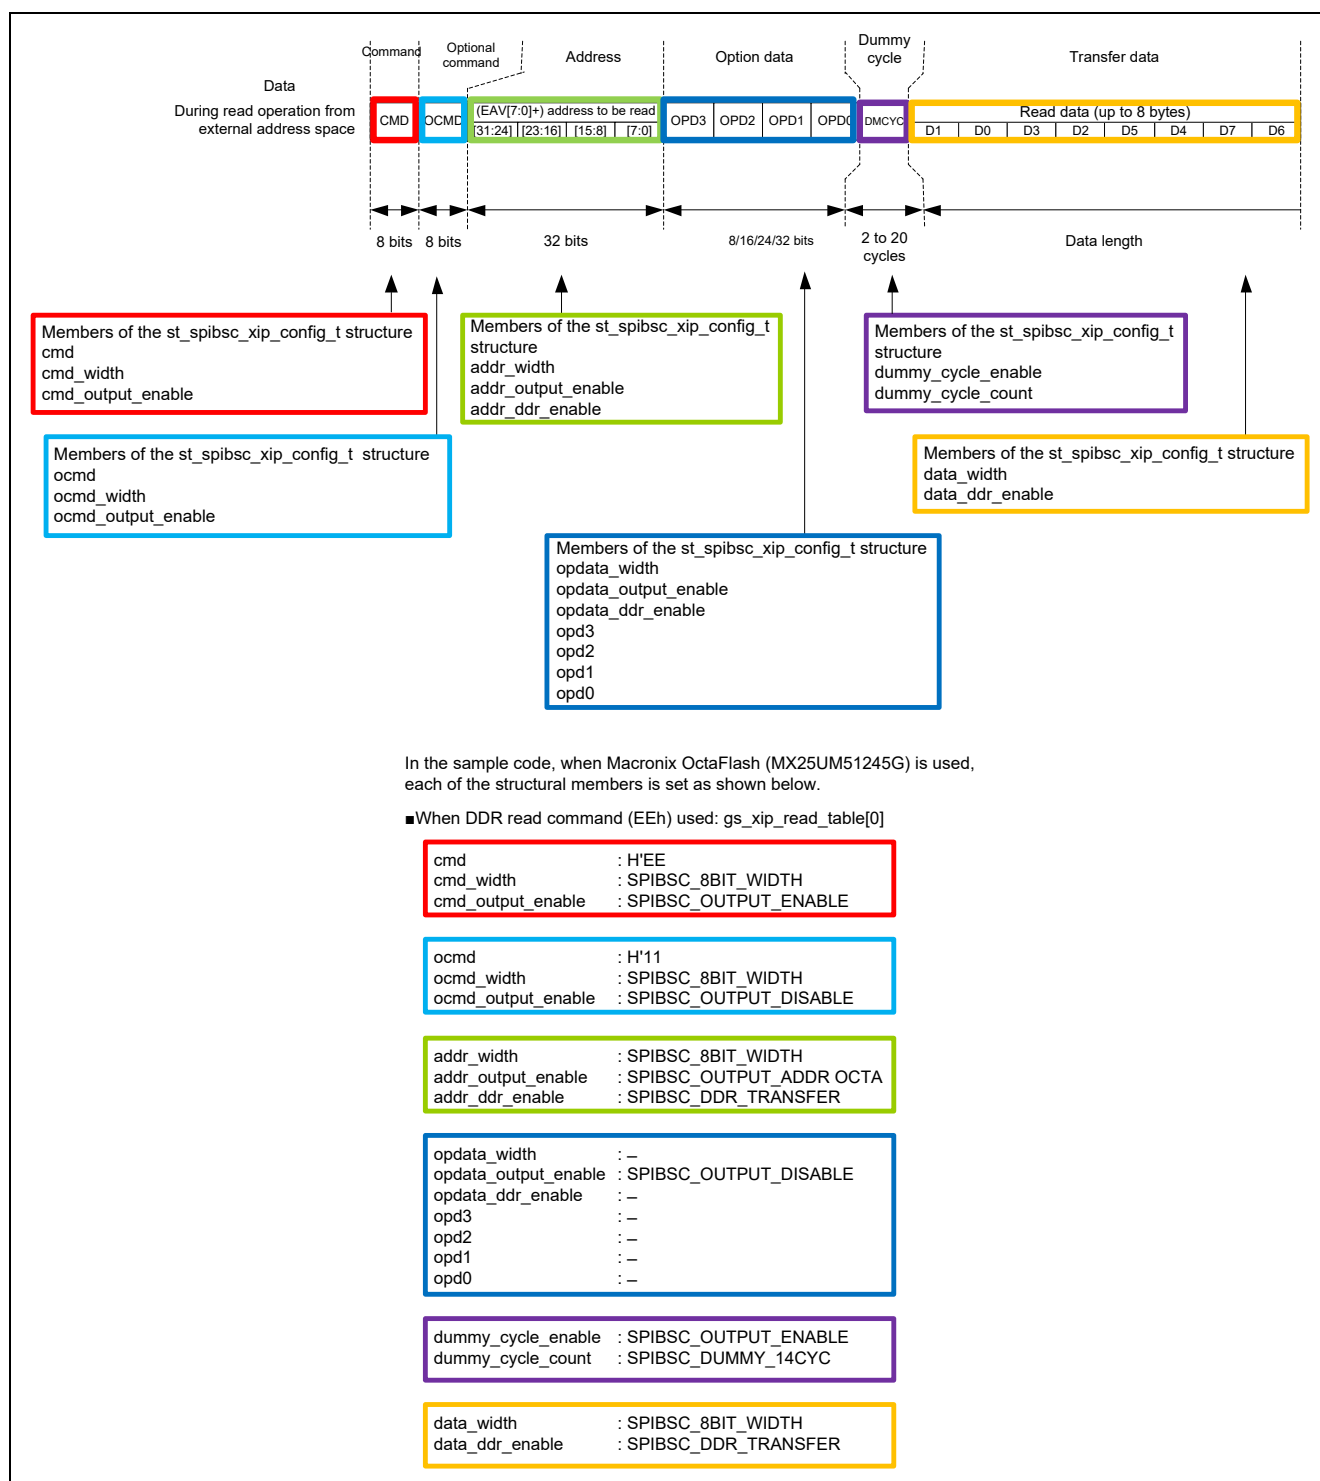 Command
Optional command
Address
Option data
Dummy cycle
Transfer data
Data
During read operation from external address space
CMD
OCMD
(EAV[7:0]+) address to be read
[31:24] [23:16] [15:8] [7:0]
OPD3 OPD2 OPD1 OPD0
DMCYC
Read data (up to 8 bytes)
D1 D0 D3 D2 D5 D4 D7 D6
8 bits
8 bits
32 bits
8/16/24/32 bits
2 to 20 cycles
Data length
Members of the st_spibsc_xip_config_t structure
cmd
cmd_width
cmd_output_enable
Members of the st_spibsc_xip_config_t
structure
addr_width
addr_output_enable
addr_ddr_enable
Members of the st_spibsc_xip_config_t
structure
dummy_cycle_enable
dummy_cycle_count
Members of the st_spibsc_xip_config_t structure
ocmd
ocmd_width
ocmd_output_enable
Members of the st_spibsc_xip_config_t structure
data_width
data_ddr_enable
Members of the st_spibsc_xip_config_t structure
opdata_width
opdata_output_enable
opdata_ddr_enable
opd3
opd2
opd1
opd0
In the sample code, when Macronix OctaFlash (MX25UM51245G) is used,
each of the structural members is set as shown below.
■When DDR read command (EEh) used: gs_xip_read_table[0]
cmd : H'EE
cmd_width : SPIBSC_8BIT_WIDTH
cmd_output_enable : SPIBSC_OUTPUT_ENABLE
ocmd : H'11
ocmd_width : SPIBSC_8BIT_WIDTH
ocmd_output_enable : SPIBSC_OUTPUT_DISABLE
addr_width : SPIBSC_8BIT_WIDTH
addr_output_enable : SPIBSC_OUTPUT_ADDR OCTA
addr_ddr_enable : SPIBSC_DDR_TRANSFER
opdata_width : –
opdata_output_enable : SPIBSC_OUTPUT_DISABLE
opdata_ddr_enable : –
opd3 : –
opd2 : –
opd1 : –
opd0 : –
dummy_cycle_enable : SPIBSC_OUTPUT_ENABLE
dummy_cycle_count : SPIBSC_DUMMY_14CYC
data_width : SPIBSC_8BIT_WIDTH
data_ddr_enable : SPIBSC_DDR_TRANSFER